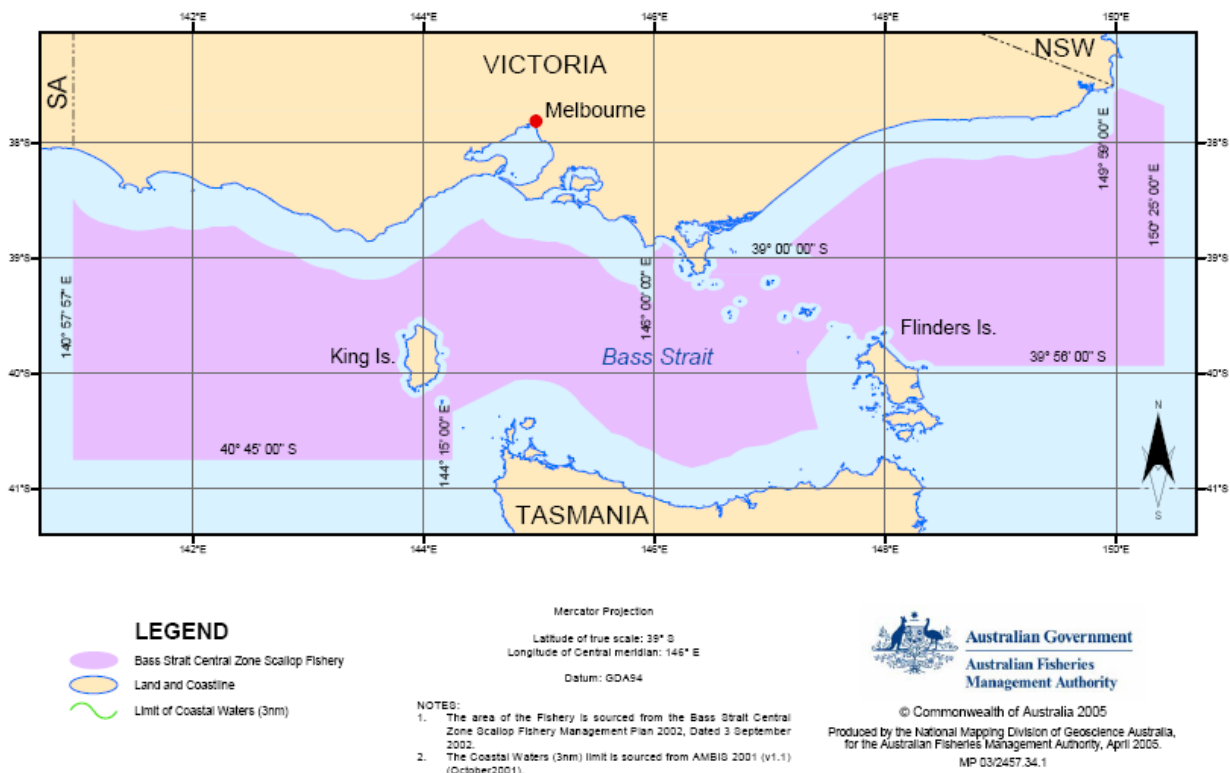 142°E 144°E 146°E 148°E 150°E
SA
VICTORIA
NSW
Melbourne
38°S
38°S
149° 59' 00" E
150° 25' 00" E
39° 00' 00" S
39°S
39°S
140° 57' 57" E
146° 00' 00" E
King Is.
Bass Strait
Flinders Is.
39° 56' 00" S
40°S
40°S
40° 45' 00" S
144° 15' 00" E
N
S
41°S
41°S
TASMANIA
142°E 144°E 146°E 148°E 150°E
LEGEND
Bass Strait Central Zone Scallop Fishery
Land and Coastline
Limit of Coastal Waters (3nm)
Mercator Projection
Latitude of true scale: 39° S
Longitude of Central meridian: 146° E
Datum: GDA94
NOTES:
1. The area of the Fishery is sourced from the Bass Strait Central
Zone Scallop Fishery Management Plan 2002, Dated 3 September
2002.
2. The Coastal Waters (3nm) limit is sourced from AMBIS 2001 (v1.1)
(October2001).
Australian Government
Australian Fisheries
Management Authority
© Commonwealth of Australia 2005
Produced by the National Mapping Division of Geoscience Australia,
for the Australian Fisheries Management Authority, April 2005.
MP 03/2457.34.1